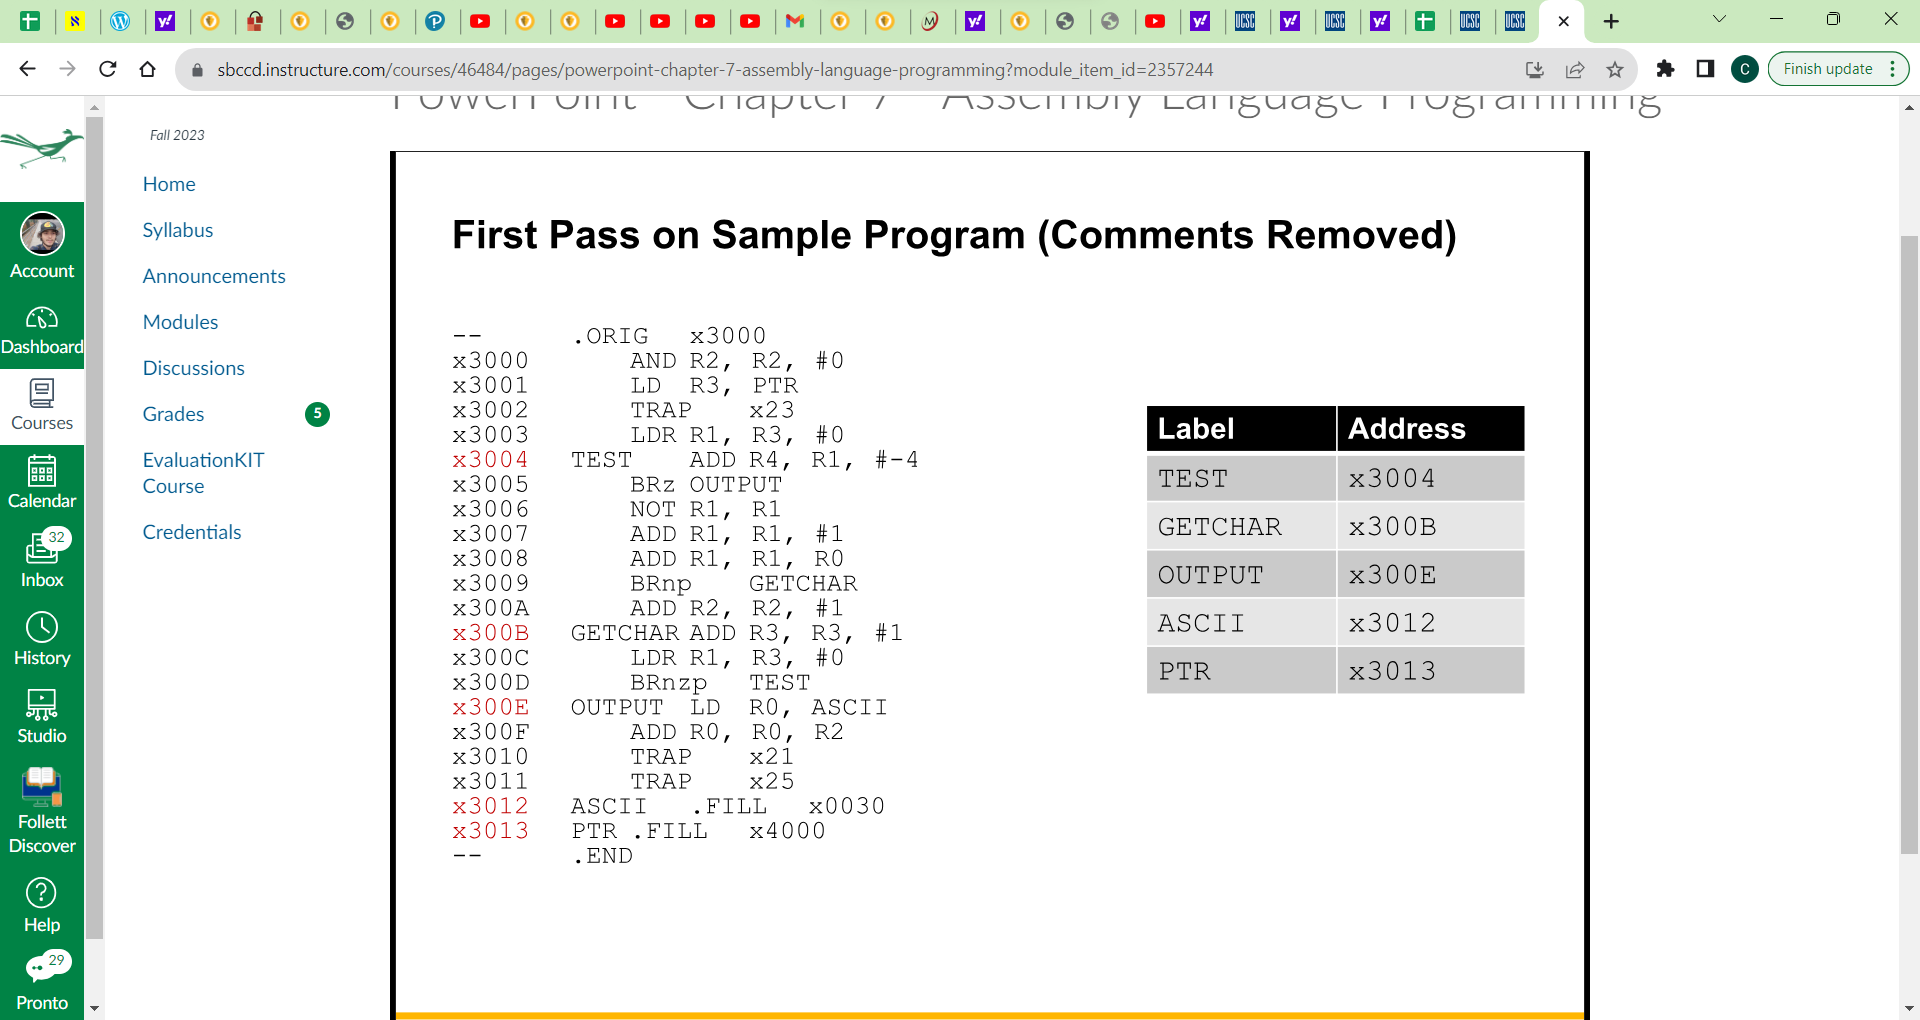 sbccd.instructure.com/courses/46484/pages/powerpoint-chapter-7-assembly-language-programming?module_item_id=2357244
C
Finish update
PowerPoint - Chapter 7 - Assembly Language Programming
Fall 2023
Home
Syllabus
Announcements
Modules
Discussions
Grades 5
EvaluationKIT
Course
Credentials
Account
Dashboard
Courses
Calendar
32
Inbox
History
Studio
Follett
Discover
Help
29
Pronto
First Pass on Sample Program (Comments Removed)
-- .ORIG x3000
x3000 AND R2, R2, #0
x3001 LD R3, PTR
x3002 TRAP x23
x3003 LDR R1, R3, #0
x3004 TEST ADD R4, R1, #-4
x3005 BRz OUTPUT
x3006 NOT R1, R1
x3007 ADD R1, R1, #1
x3008 ADD R1, R1, R0
x3009 BRnp GETCHAR
x300A ADD R2, R2, #1
x300B GETCHAR ADD R3, R3, #1
x300C LDR R1, R3, #0
x300D BRnzp TEST
x300E OUTPUT LD R0, ASCII
x300F ADD R0, R0, R2
x3010 TRAP x21
x3011 TRAP x25
x3012 ASCII .FILL x0030
x3013 PTR .FILL x4000
-- .END
Label Address
TEST x3004
GETCHAR x300B
OUTPUT x300E
ASCII x3012
PTR x3013